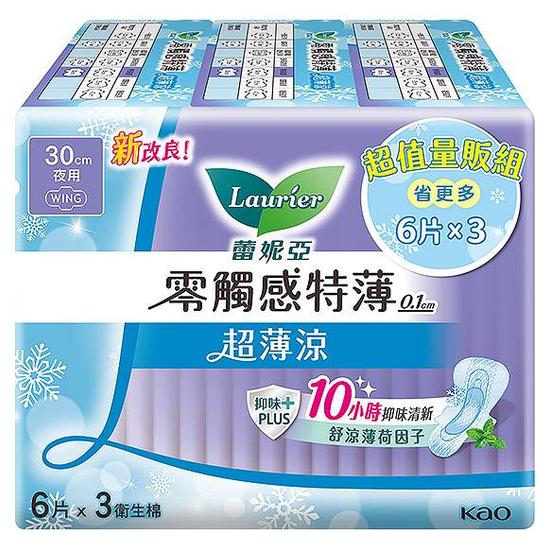 30cm
夜用
WING
新改良!
Laurier
蕾妮亞
超值量販組
省更多
6片×3
零觸感特薄
0.1cm
超薄涼
抑味+
PLUS
10小時抑味清新
舒涼薄荷因子
6片×3衛生棉
Kao